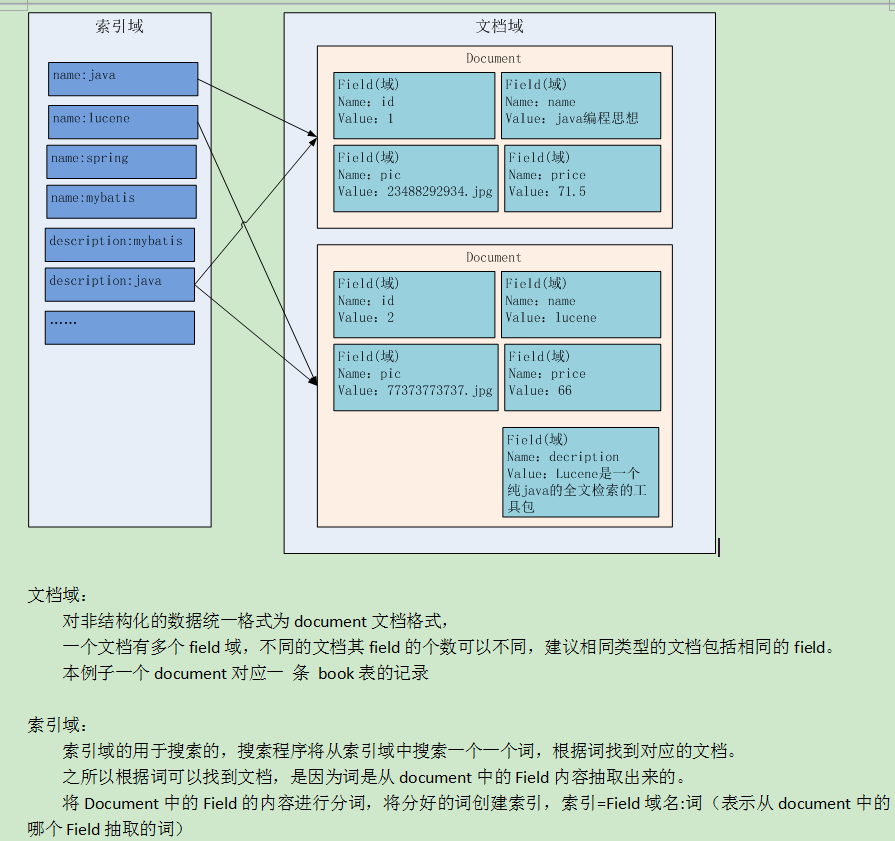 索引域
name:java
name:lucene
name:spring
name:mybatis
description:mybatis
description:java
......
文档域
Document
Field(域)
Name: id
Value: 1
Field(域)
Name: name
Value: java编程思想
Field(域)
Name: pic
Value: 23488292934.jpg
Field(域)
Name: price
Value: 71.5
Document
Field(域)
Name: id
Value: 2
Field(域)
Name: name
Value: lucene
Field(域)
Name: pic
Value: 77373773737.jpg
Field(域)
Name: price
Value: 66
Field(域)
Name: decription
Value: Lucene是一个
纯java的全文检索的工
具包
文档域：
对非结构化的数据统一格式为 document 文档格式，
一个文档有多个 field 域，不同的文档其 field 的个数可以不同，建议相同类型的文档包括相同的 field。
本例子一个 document 对应一 条 book 表的记录
索引域：
索引域的用于搜索的，搜索程序将从索引域中搜索一个一个词，根据词找到对应的文档。
之所以根据词可以找到文档，是因为词是从 document 中的 Field 内容抽取出来的。
将 Document 中的 Field 的内容进行分词，将分好的词创建索引，索引=Field 域名:词（表示从 document 中的
哪个 Field 抽取的词）